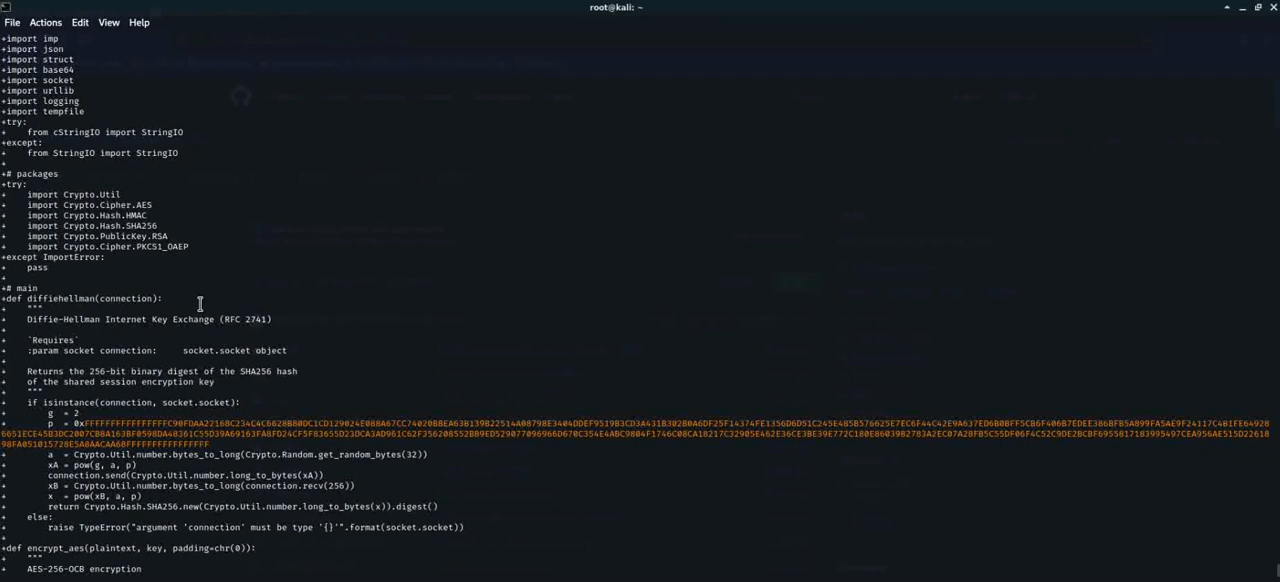 root@kali: ~
File Actions Edit View Help
+import imp
+import json
+import struct
+import base64
+import socket
+import urllib
+import logging
+import tempfile
+try:
+    from cStringIO import StringIO
+except:
+    from StringIO import StringIO
+
+# packages
+try:
+    import Crypto.Util
+    import Crypto.Cipher.AES
+    import Crypto.Hash.HMAC
+    import Crypto.Hash.SHA256
+    import Crypto.PublicKey.RSA
+    import Crypto.Cipher.PKCS1_OAEP
+except ImportError:
+    pass
+
+# main
+def diffiehellman(connection):
+    """
+    Diffie-Hellman Internet Key Exchange (RFC 2741)
+
+    `Requires`
+    :param socket connection:     socket.socket object
+
+    Returns the 256-bit binary digest of the SHA256 hash
+    of the shared session encryption key
+    """
+    if isinstance(connection, socket.socket):
+        g  = 2
+        p  = 0xFFFFFFFFFFFFFFFFC90FDAA22168C234C4C6628B80DC1CD129024E088A67CC74020BBEA63B139B22514A08798E3404DDEF9519B3CD3A431B302B0A6DF25F14374FE1356D6D51C245E485B576625E7EC6F44C42E9A637ED6B0BFF5CB6F406B7EDEE386BFB5A899FA5AE9F24117C4B1FE64928
6651ECE45B3DC2007CB8A163BF0598DA48361C55D39A69163FA8FD24CF5F83655D23DCA3AD961C62F356208552BB9ED529077096966D670C354E4ABC9804F1746C08CA18217C32905E462E36CE3BE39E772C180E86039B2783A2EC07A28FB5C55DF06F4C52C9DE2BCBF6955817183995497CEA956AE515D22618
98FA051015728E5A8AACAA68FFFFFFFFFFFFFFFF
+        a  = Crypto.Util.number.bytes_to_long(Crypto.Random.get_random_bytes(32))
+        xA = pow(g, a, p)
+        connection.send(Crypto.Util.number.long_to_bytes(xA))
+        xB = Crypto.Util.number.bytes_to_long(connection.recv(256))
+        x  = pow(xB, a, p)
+        return Crypto.Hash.SHA256.new(Crypto.Util.number.long_to_bytes(x)).digest()
+    else:
+        raise TypeError("argument 'connection' must be type '{}'".format(socket.socket))
+
+def encrypt_aes(plaintext, key, padding=chr(0)):
+    """
+    AES-256-OCB encryption